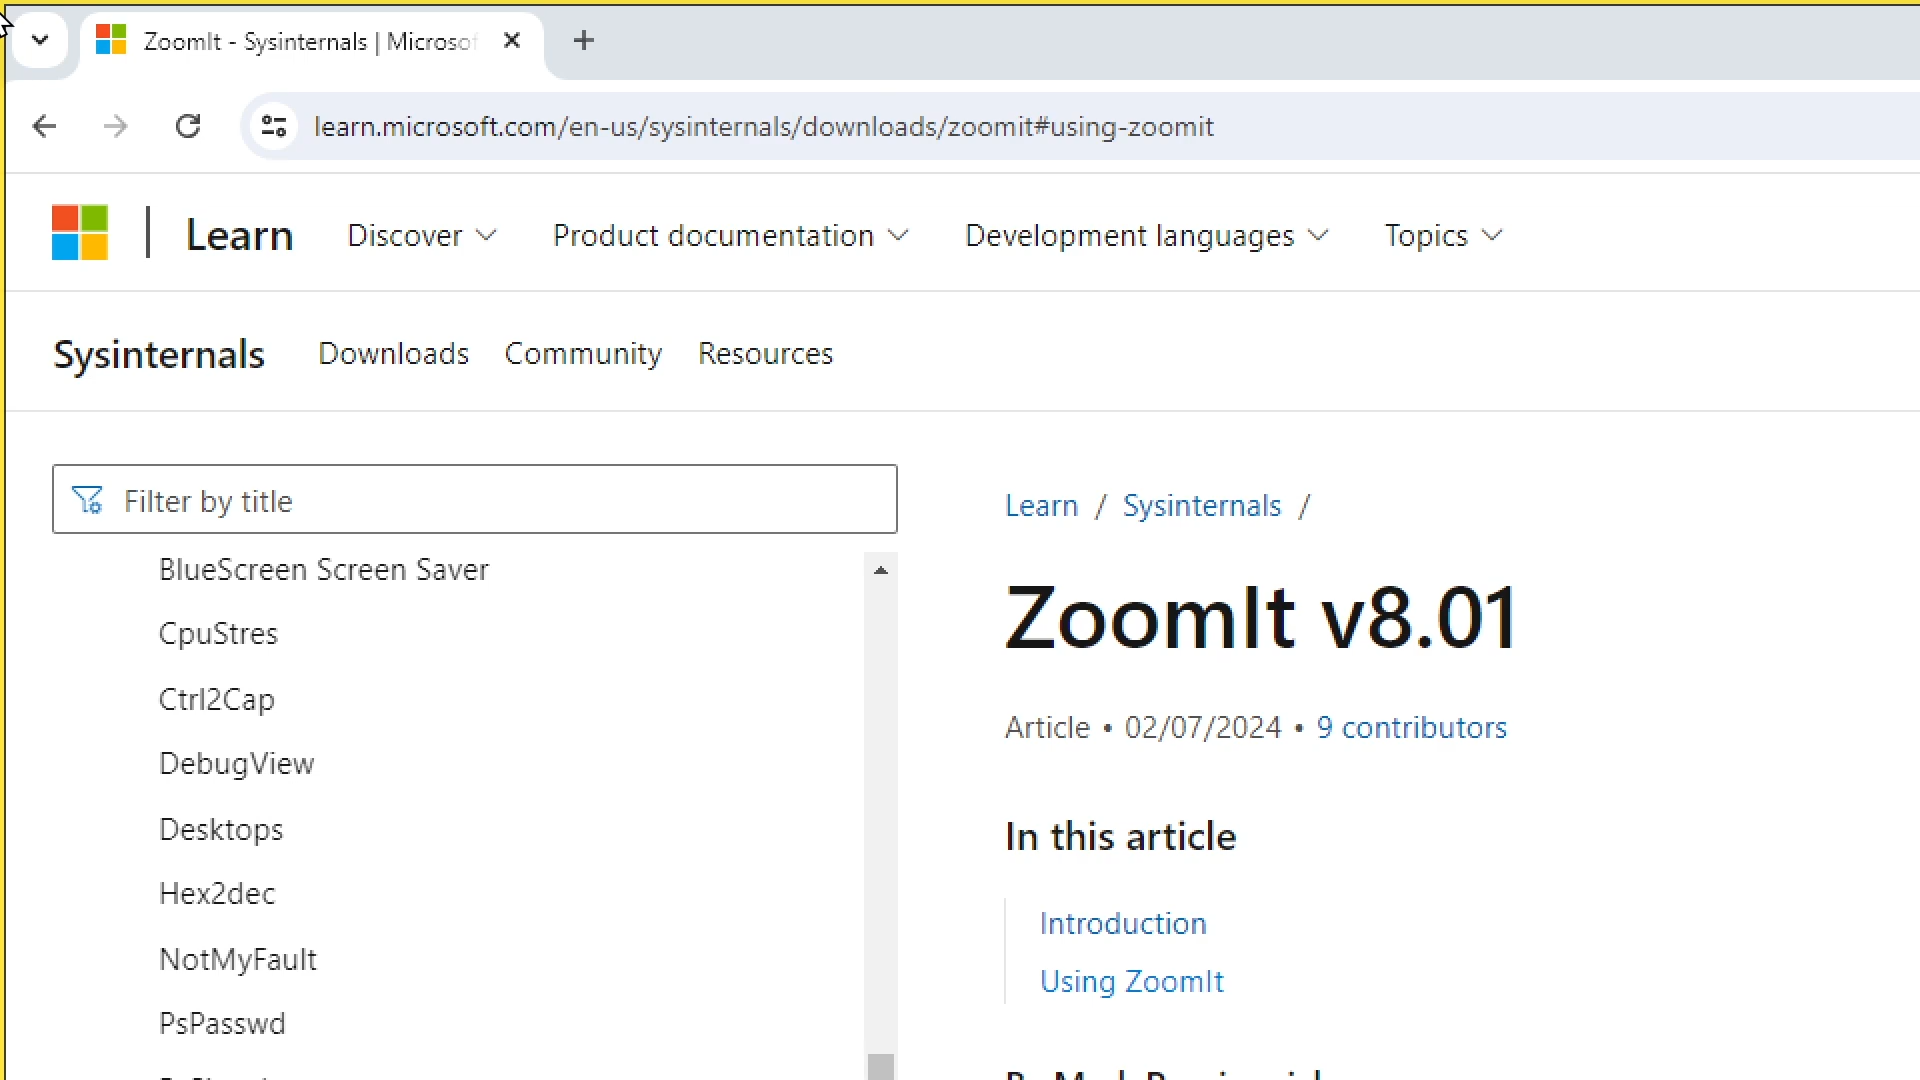 ZoomIt - Sysinternals | Microsof
learn.microsoft.com/en-us/sysinternals/downloads/zoomit#using-zoomit
Learn Discover Product documentation Development languages Topics
Sysinternals Downloads Community Resources
Filter by title
BlueScreen Screen Saver
CpuStres
Ctrl2Cap
DebugView
Desktops
Hex2dec
NotMyFault
PsPasswd
Learn / Sysinternals /
ZoomIt v8.01
Article • 02/07/2024 • 9 contributors
In this article
Introduction
Using ZoomIt